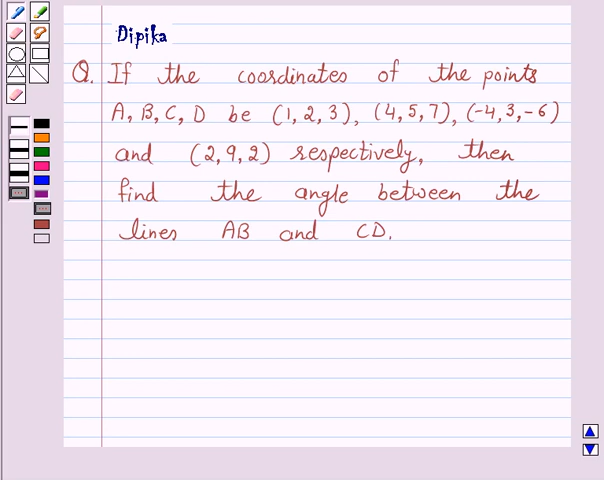 Dipika
Q. If the coordinates of the points
A, B, C, D be (1, 2, 3), (4, 5, 7), (-4, 3, -6)
and (2, 9, 2) respectively, then
find the angle between the
lines AB and CD.